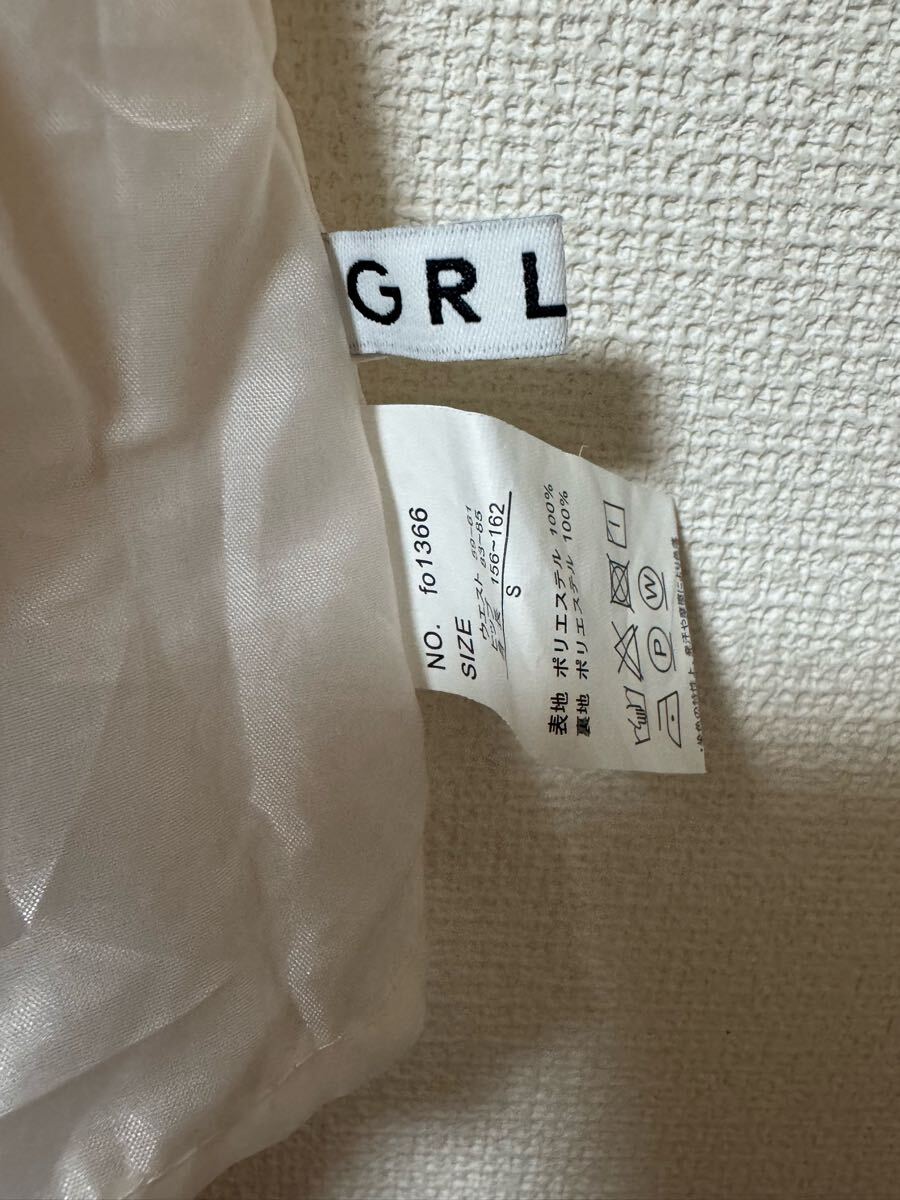 GRL
NO. fo1366
SIZE
ウエスト 59-61
ヒップ 83-85
身長 156~162
S
表地 ポリエステル 100%
裏地 ポリエステル 100%
P W